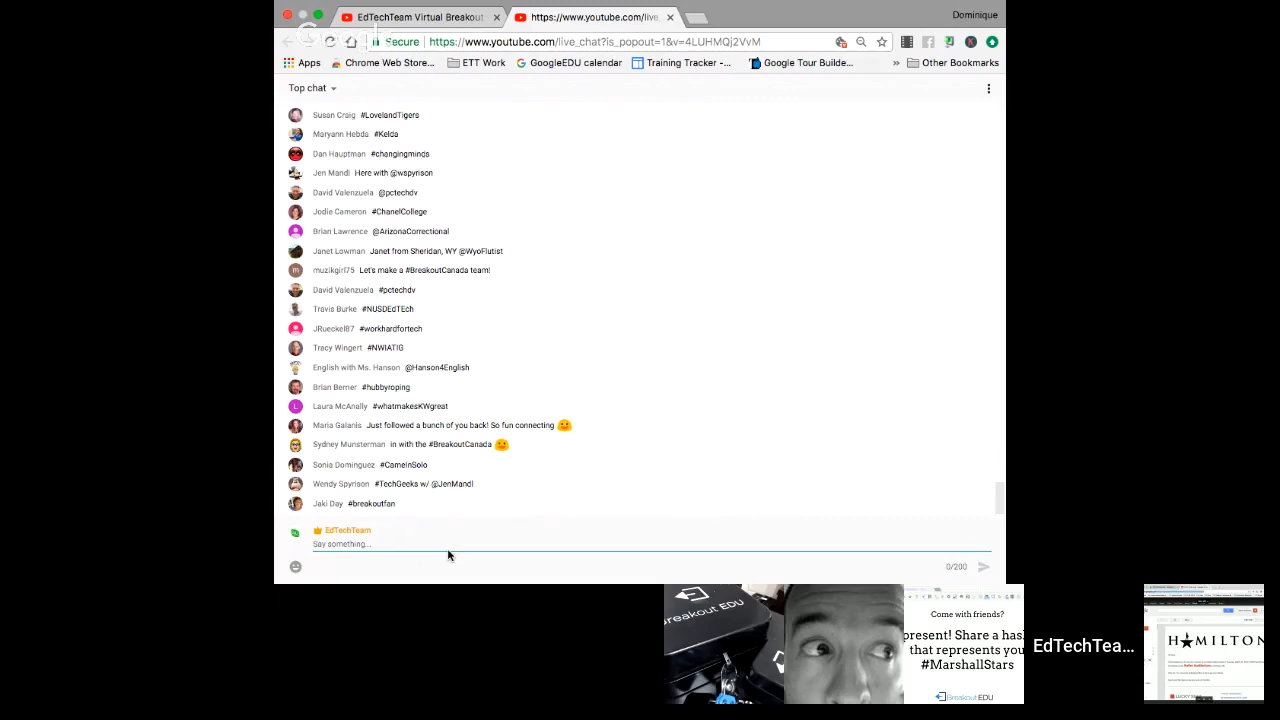 EdTechTeam Virtual Breakout
https://www.youtube.com/live
Dominique
Secure
https://www.youtube.com/live_chat?is_popout=1&v=4LUHMQj2VvM
Apps
Chrome Web Store...
ETT Work
GoogleEDU calendar
Training Tracker -...
Google Tour Builde...
»
Other Bookmarks
Top chat
Susan Craig #LovelandTigers
Maryann Hebda #Kelda
Dan Hauptman #changingminds
Jen Mandl Here with @wspyrison
David Valenzuela @pctechdv
Jodie Cameron #ChanelCollege
Brian Lawrence @ArizonaCorrectional
Janet Lowman Janet from Sheridan, WY @WyoFlutist
m muzikgirl75 Let's make a #BreakoutCanada team!
David Valenzuela #pctechdv
Travis Burke #NUSDEdTEch
JRueckel87 #workhardfortech
Tracy Wingert #NWIATIG
English with Ms. Hanson @Hanson4English
Brian Berner #hubbyroping
L Laura McAnally #whatmakesKWgreat
Maria Galanis Just followed a bunch of you back! So fun connecting
Sydney Munsterman in with the #BreakoutCanada
Sonia Dominguez #CameInSolo
Wendy Spyrison #TechGeeks w/ @JenMandl
Jaki Day #breakoutfan
EdTechTeam
Say something...
0/200
breakout
Come with friends?
present! Share a has
that represents you
#MarshallStars
Breakout EDU
EdTechTea...
HAMILTON